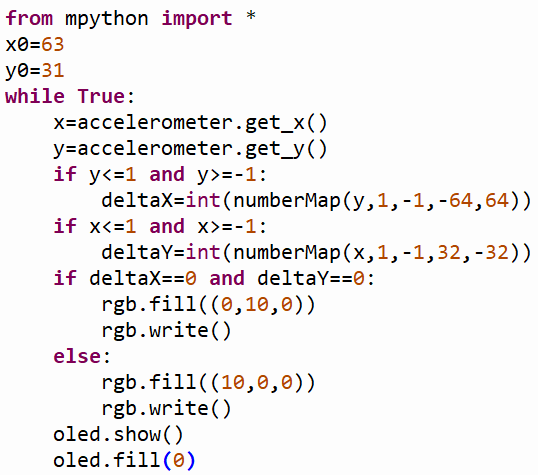 from mpython import *
x0=63
y0=31
while True:
    x=accelerometer.get_x()
    y=accelerometer.get_y()
    if y<=1 and y>=-1:
        deltaX=int(numberMap(y,1,-1,-64,64))
    if x<=1 and x>=-1:
        deltaY=int(numberMap(x,1,-1,32,-32))
    if deltaX==0 and deltaY==0:
        rgb.fill((0,10,0))
        rgb.write()
    else:
        rgb.fill((10,0,0))
        rgb.write()
    oled.show()
    oled.fill(0)